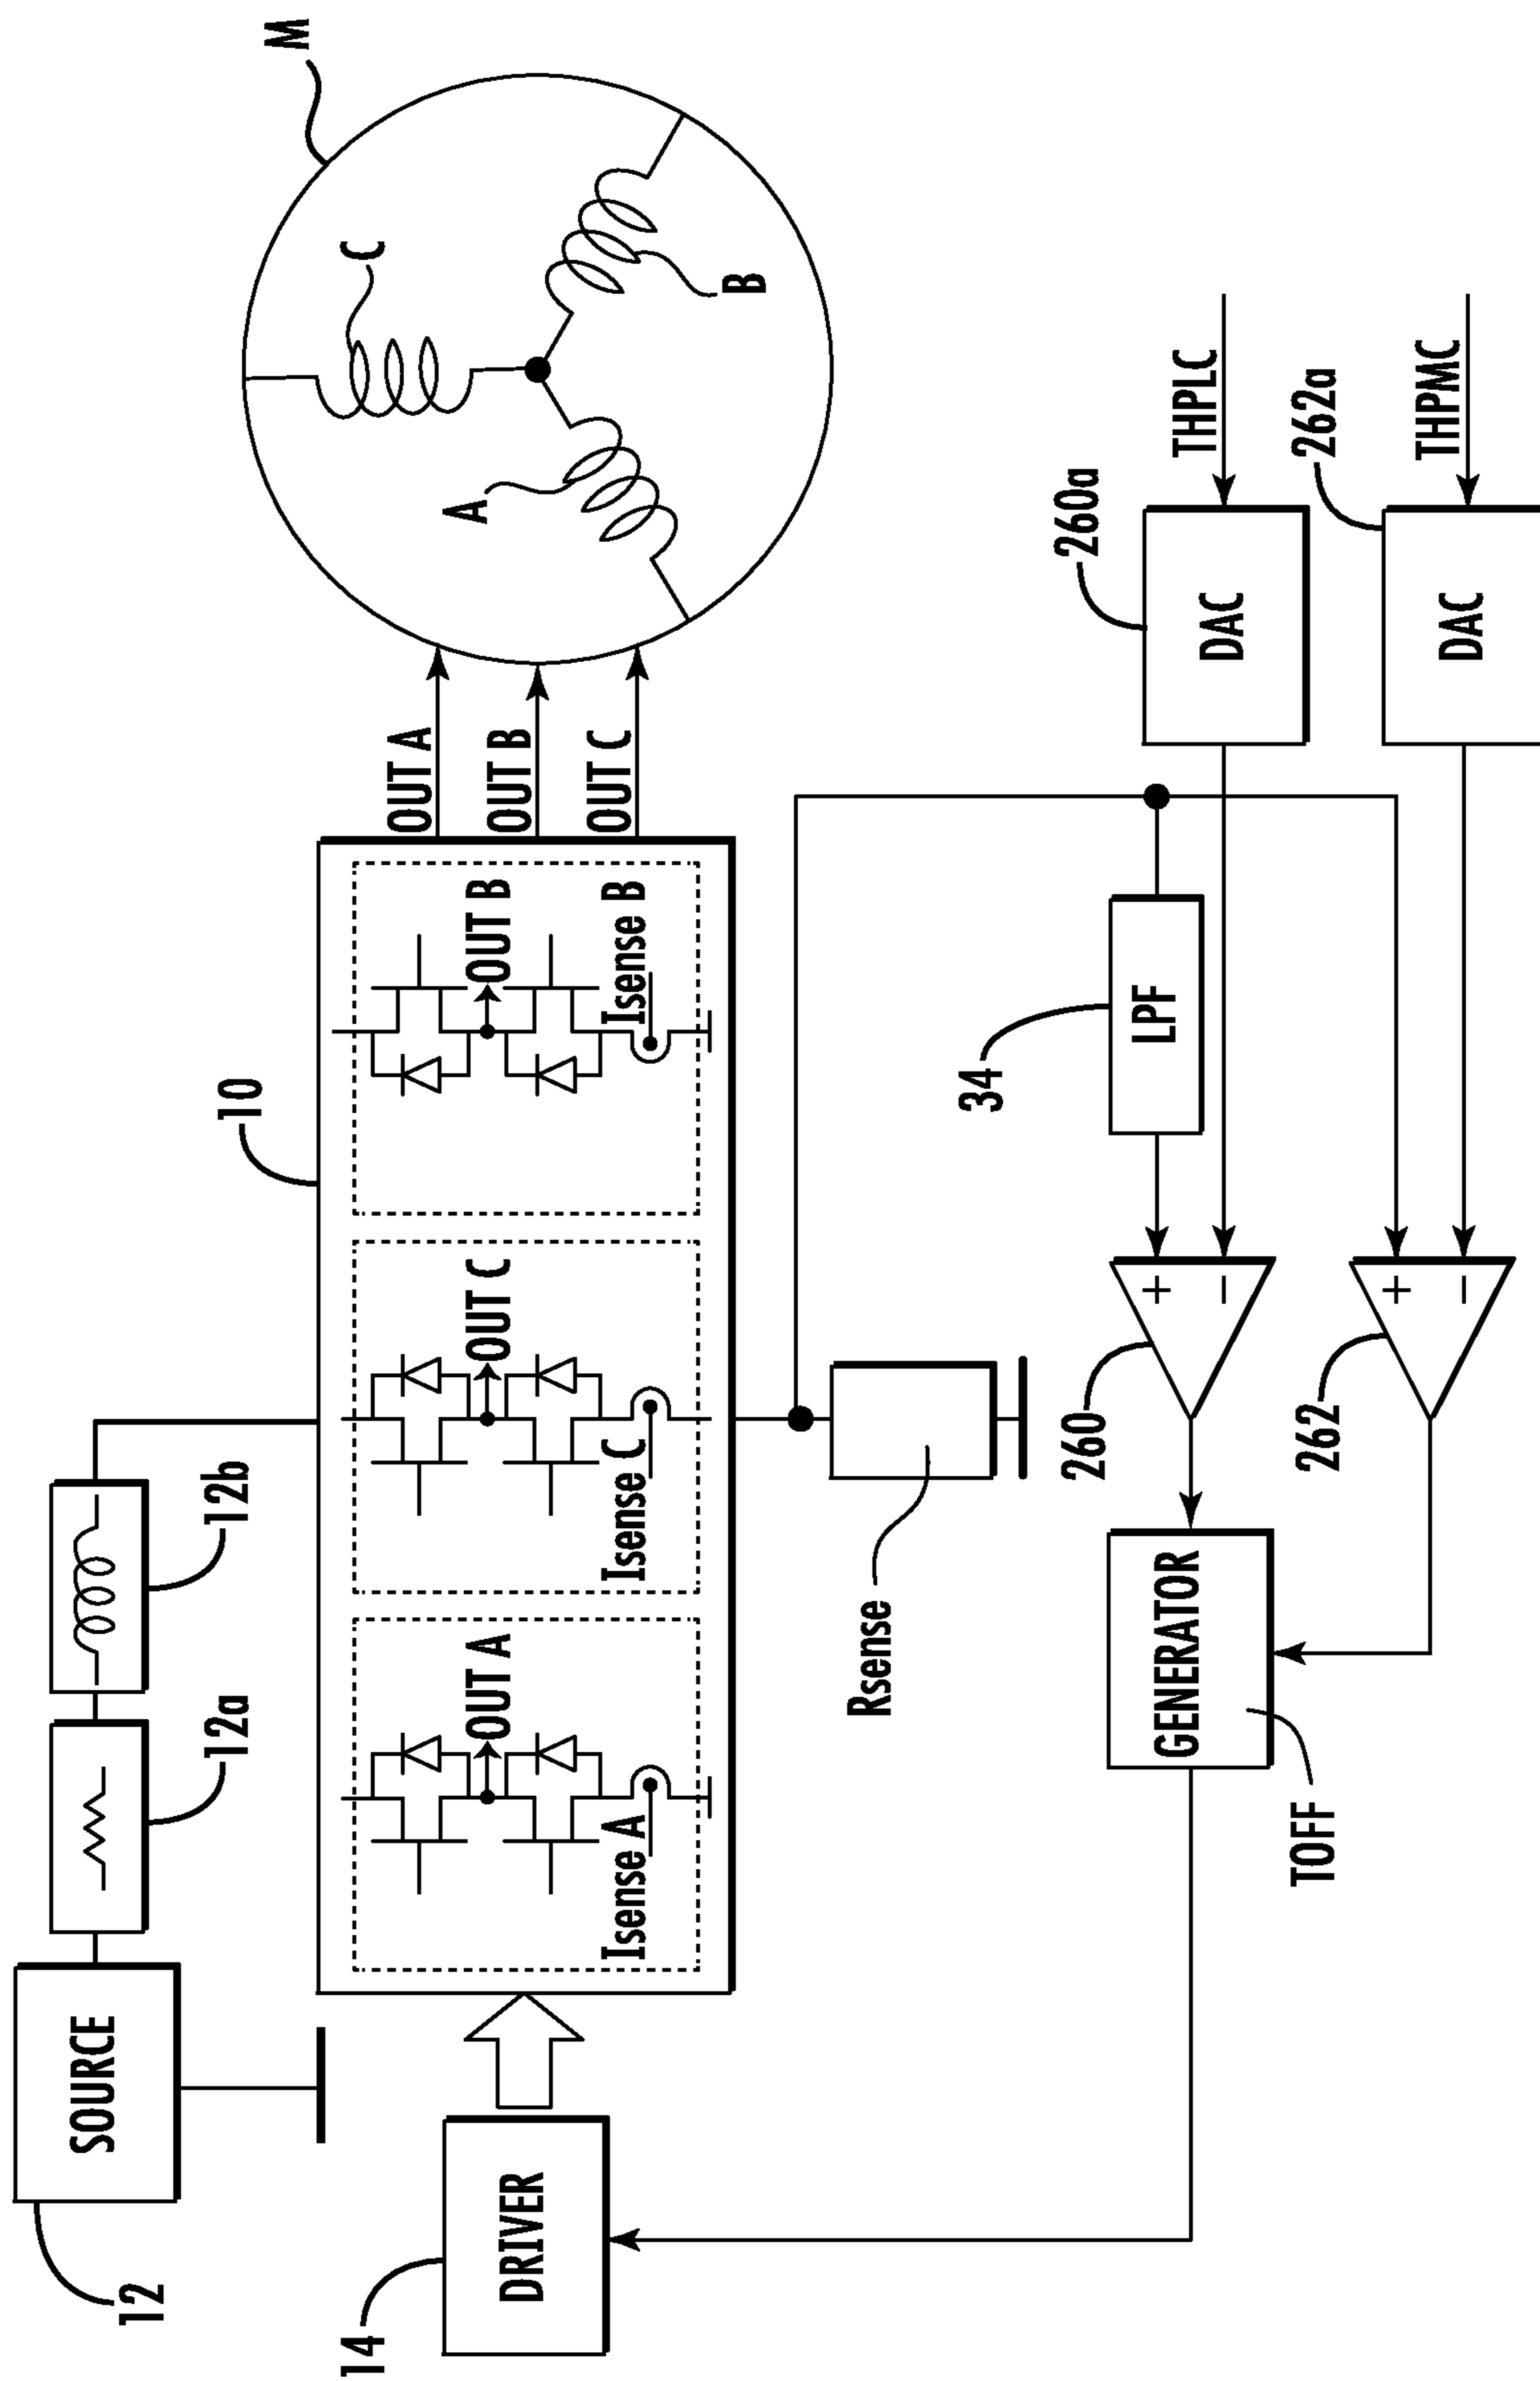 12
SOURCE
12a
12b
10
M
14
DRIVER
OUT A
Isense A
OUT C
Isense C
OUT B
Isense B
OUT A
OUT B
OUT C
A
C
B
Rsense
34
LPF
260a
DAC
THPLC
GENERATOR
TOFF
260
+
−
262
+
−
262a
DAC
THPMC